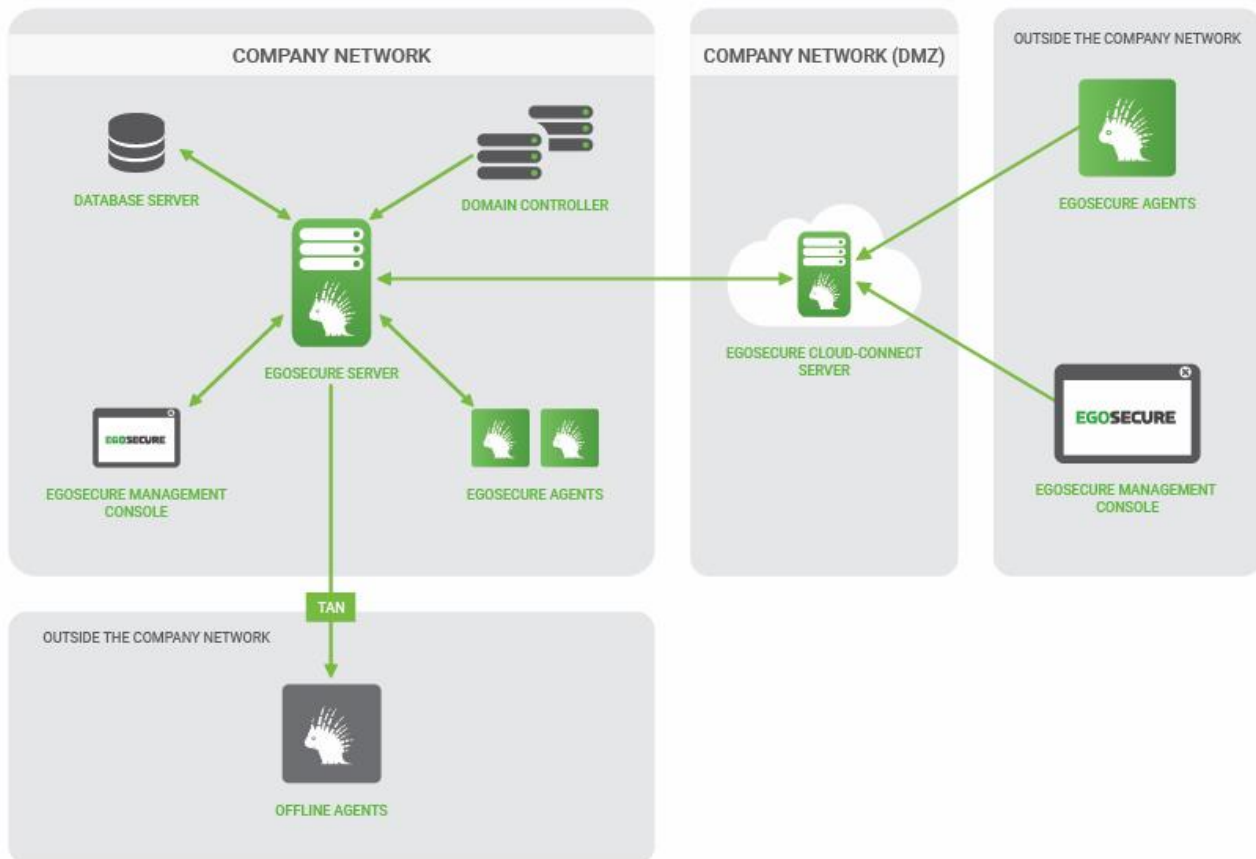 COMPANY NETWORK
DATABASE SERVER
DOMAIN CONTROLLER
EGOSECURE SERVER
EGOSECURE
EGOSECURE MANAGEMENT
CONSOLE
EGOSECURE AGENTS
COMPANY NETWORK (DMZ)
EGOSECURE CLOUD-CONNECT
SERVER
OUTSIDE THE COMPANY NETWORK
EGOSECURE AGENTS
EGOSECURE
EGOSECURE MANAGEMENT
CONSOLE
TAN
OUTSIDE THE COMPANY NETWORK
OFFLINE AGENTS